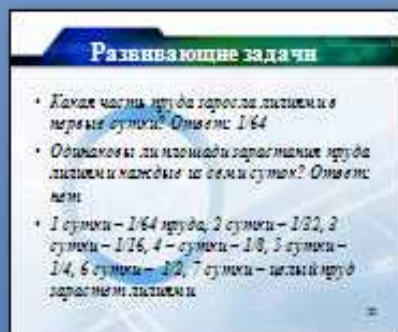 Развивающие задачи
• Какая часть пруда заросла лилиями в
первые сутки? Ответ: 1/64
• Одинаковы ли площади зарастания пруда
лилиями каждые из семи суток? Ответ:
нет
• 1 сутки – 1/64 пруда, 2 сутки – 1/32, 3
сутки – 1/16, 4 – сутки – 1/8, 5 сутки –
1/4, 6 сутки – 1/2, 7 сутки – целый пруд
зарастет лилиями